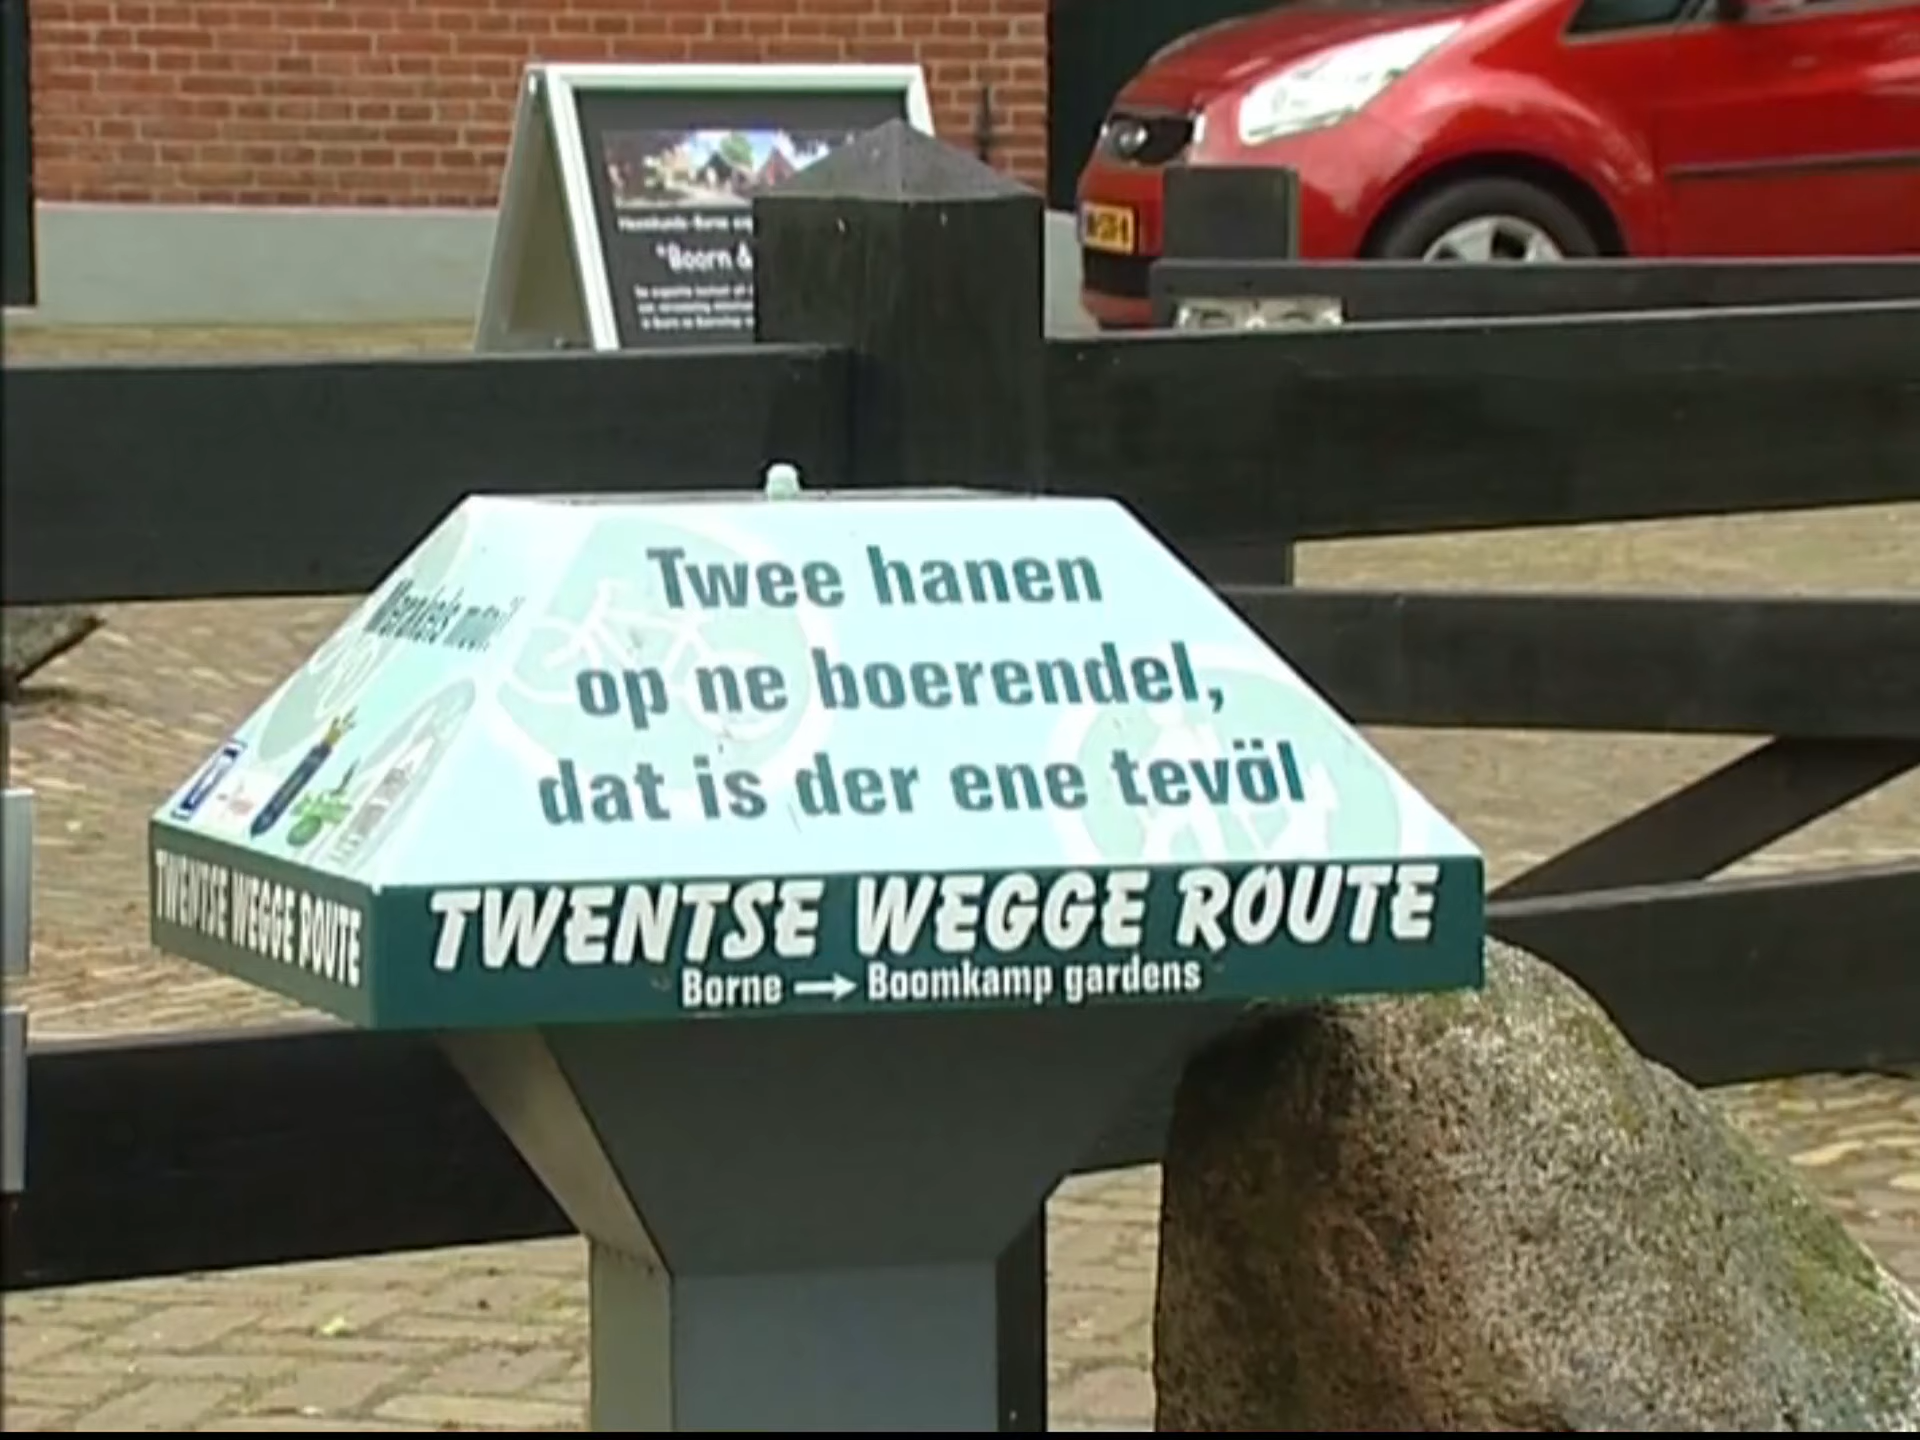 "Boorn &
Twee hanen
op ne boerendel,
dat is der ene tevöl
TWENTSE WEGGE ROUTE
TWENTSE WEGGE ROUTE
Borne → Boomkamp gardens